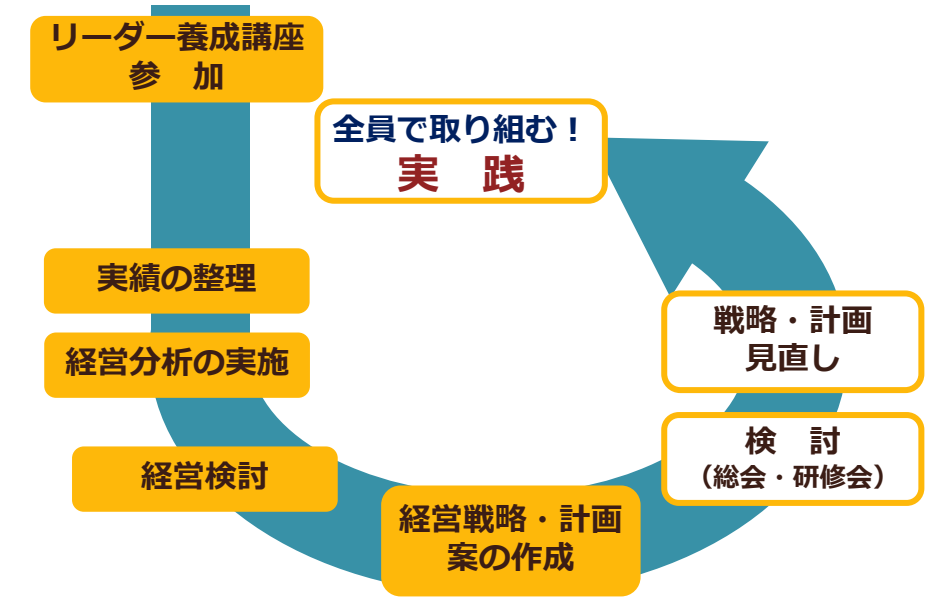 リーダー養成講座
参　加
実績の整理
経営分析の実施
経営検討
経営戦略・計画
案の作成
検　討
（総会・研修会）
戦略・計画
見直し
全員で取り組む！
実　践